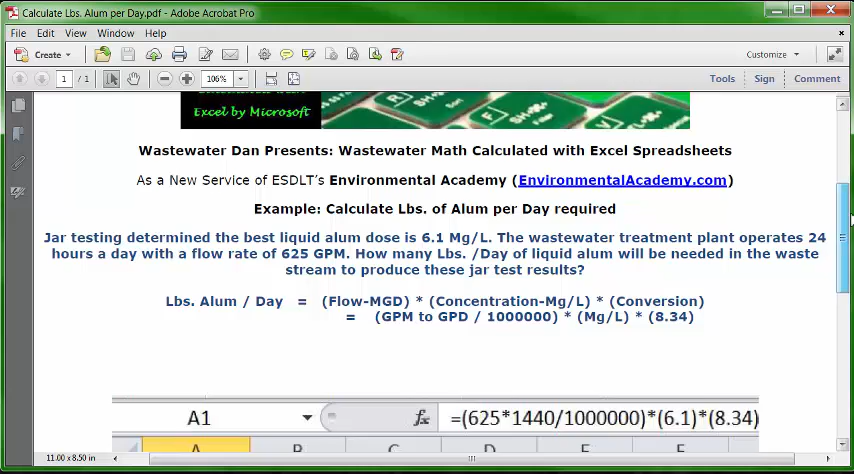 Calculate Lbs. Alum per Day.pdf - Adobe Acrobat Pro
File Edit View Window Help
Create
Customize
1 / 1
106%
Tools Sign Comment
Excel by Microsoft
Wastewater Dan Presents: Wastewater Math Calculated with Excel Spreadsheets
As a New Service of ESDLT's Environmental Academy (EnvironmentalAcademy.com)
Example: Calculate Lbs. of Alum per Day required
Jar testing determined the best liquid alum dose is 6.1 Mg/L. The wastewater treatment plant operates 24
hours a day with a flow rate of 625 GPM. How many Lbs. /Day of liquid alum will be needed in the waste
stream to produce these jar test results?
Lbs. Alum / Day = (Flow-MGD) * (Concentration-Mg/L) * (Conversion)
= (GPM to GPD / 1000000) * (Mg/L) * (8.34)
A1 fx =(625*1440/1000000)*(6.1)*(8.34)
A B C D E F
11.00 x 8.50 in